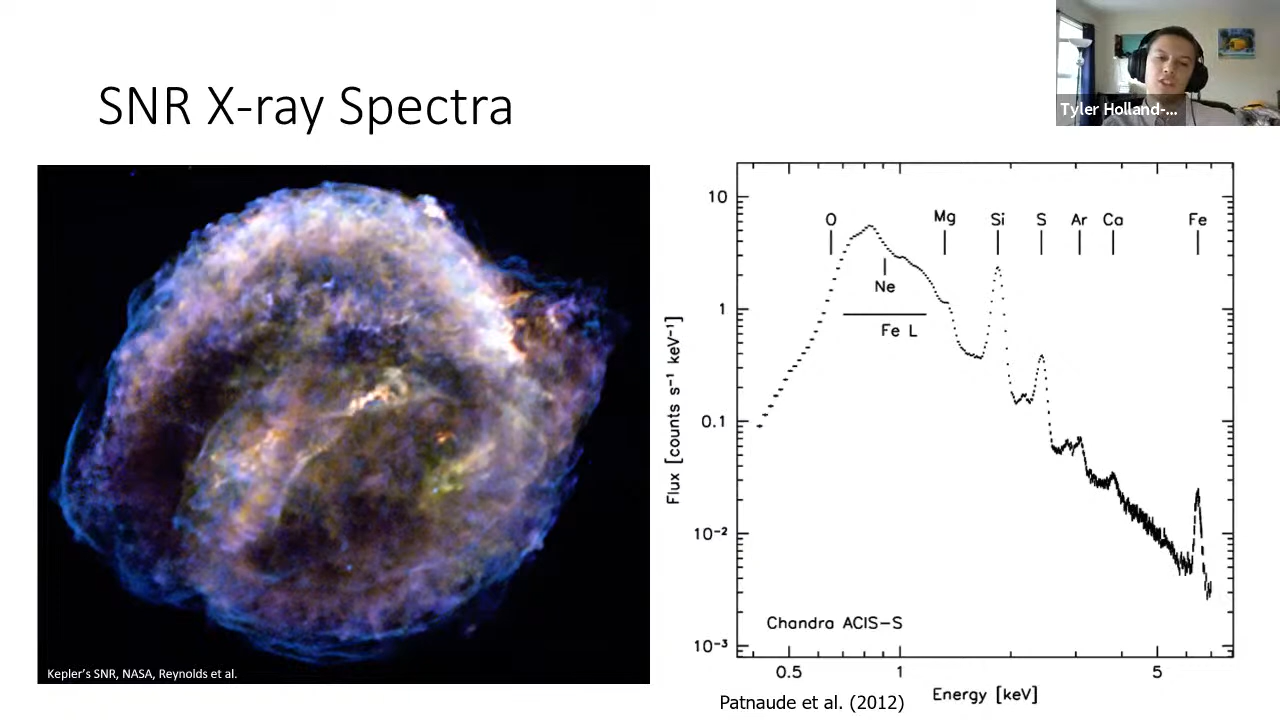 SNR X-ray Spectra
Tyler Holland-...
Kepler's SNR, NASA, Reynolds et al.
Flux [counts s⁻¹ keV⁻¹]
10
1
0.1
10⁻²
10⁻³
O
Mg
Si
S
Ar
Ca
Fe
Ne
Fe L
Chandra ACIS-S
0.5
1
5
Energy [keV]
Patnaude et al. (2012)